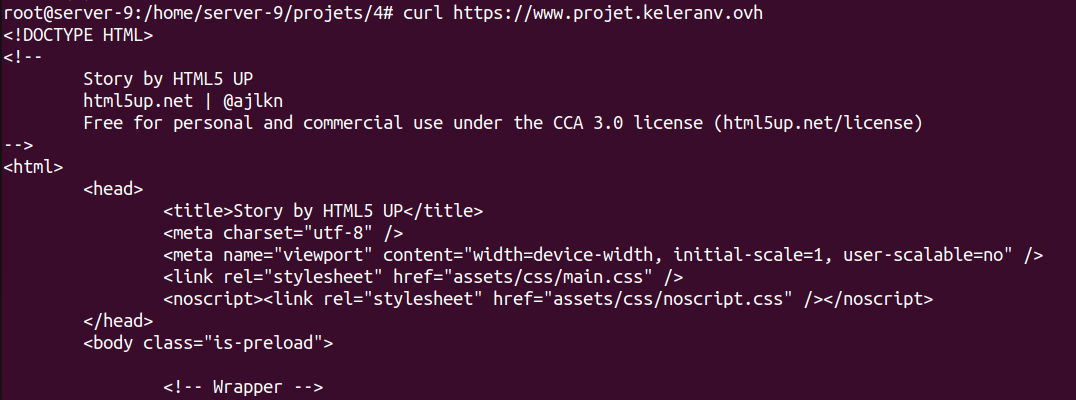 root@server-9:/home/server-9/projets/4# curl https://www.projet.keleranv.ovh
<!DOCTYPE HTML>
<!--
Story by HTML5 UP
html5up.net | @ajlkn
Free for personal and commercial use under the CCA 3.0 license (html5up.net/license)
-->
<html>
<head>
<title>Story by HTML5 UP</title>
<meta charset="utf-8" />
<meta name="viewport" content="width=device-width, initial-scale=1, user-scalable=no" />
<link rel="stylesheet" href="assets/css/main.css" />
<noscript><link rel="stylesheet" href="assets/css/noscript.css" /></noscript>
</head>
<body class="is-preload">
<!-- Wrapper -->